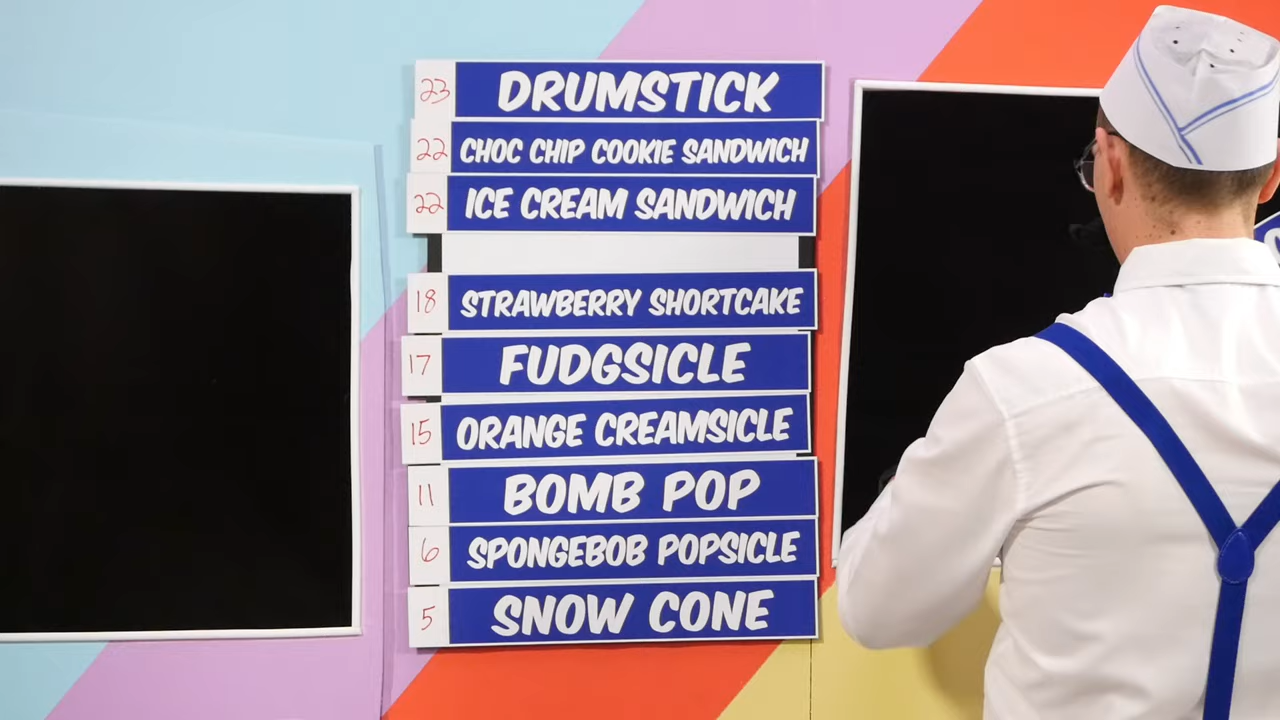 23 DRUMSTICK
22 CHOC CHIP COOKIE SANDWICH
22 ICE CREAM SANDWICH
18 STRAWBERRY SHORTCAKE
17 FUDGSICLE
15 ORANGE CREAMSICLE
11 BOMB POP
6 SPONGEBOB POPSICLE
5 SNOW CONE